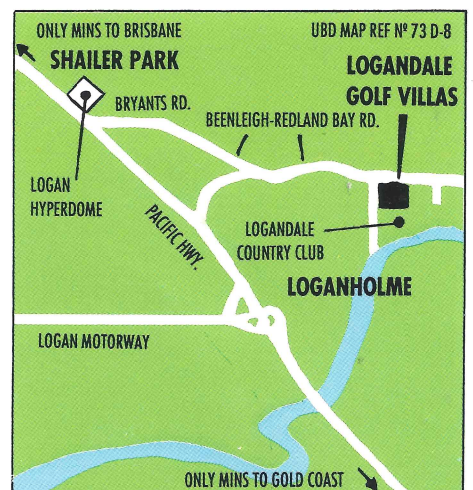 ONLY MINS TO BRISBANE
UBD MAP REF Nº 73 D-8
SHAILER PARK
LOGANDALE
GOLF VILLAS
BRYANTS RD.
BEENLEIGH-REDLAND BAY RD.
LOGAN
HYPERDOME
PACIFIC HWY.
LOGANDALE
COUNTRY CLUB
LOGANHOLME
LOGAN MOTORWAY
ONLY MINS TO GOLD COAST